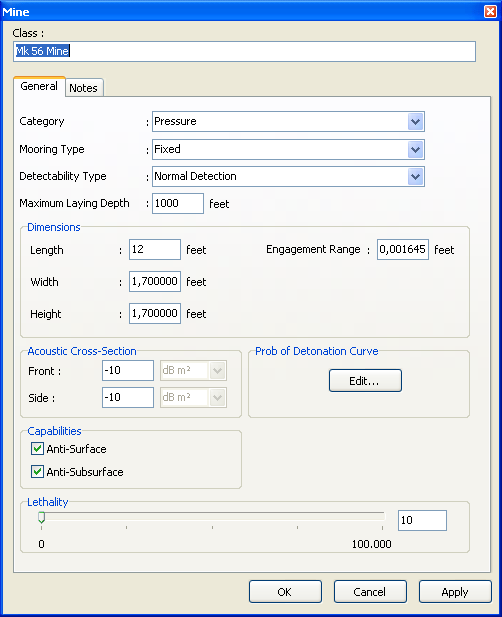 Mine
Class :
Mk 56 Mine
General Notes
Category : Pressure
Mooring Type : Fixed
Detectability Type : Normal Detection
Maximum Laying Depth : 1000 feet
Dimensions
Length : 12 feet Engagement Range : 0,001645 feet
Width : 1,700000 feet
Height : 1,700000 feet
Acoustic Cross-Section Prob of Detonation Curve
Front : -10 dB m² Edit...
Side : -10 dB m²
Capabilities
Anti-Surface
Anti-Subsurface
Lethality
10
0 100.000
OK Cancel Apply